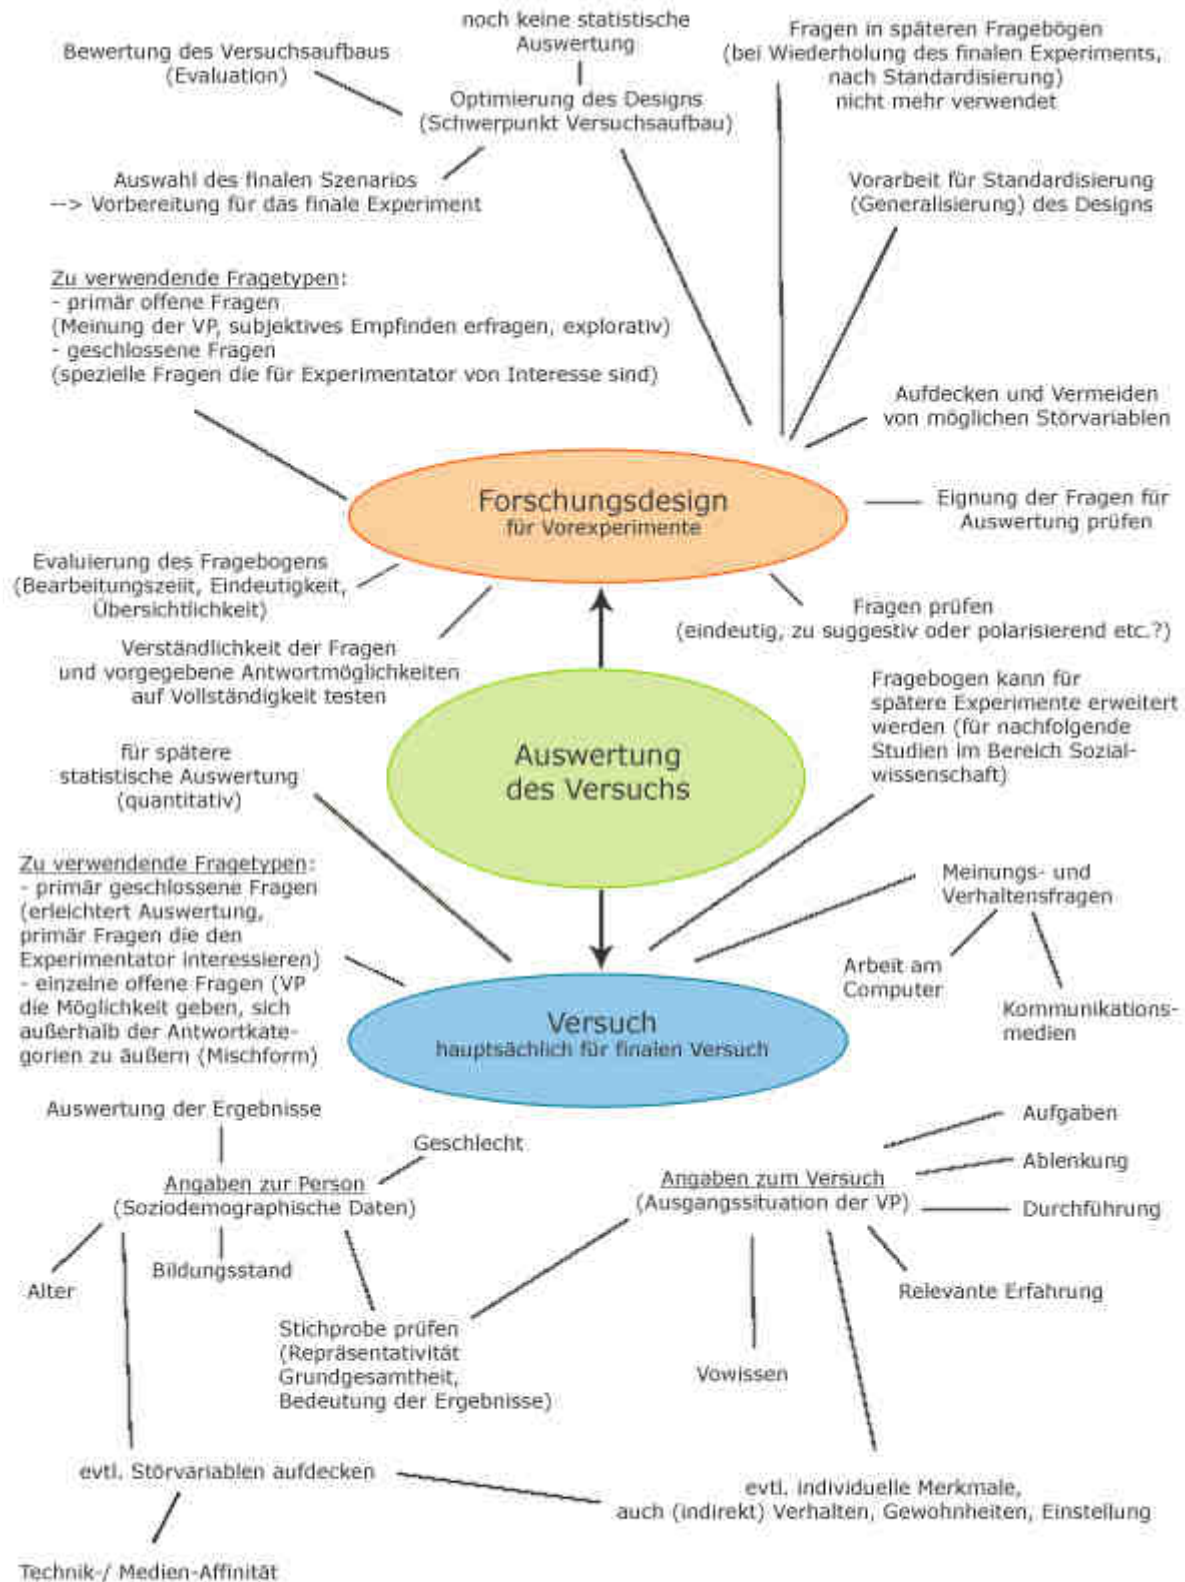 noch keine statistische
Auswertung
Fragen in späteren Fragebögen
(bei Wiederholung des finalen Experiments,
nach Standardisierung)
nicht mehr verwendet
Bewertung des Versuchsaufbaus
(Evaluation)
Optimierung des Designs
(Schwerpunkt Versuchsaufbau)
Auswahl des finalen Szenarios
--> Vorbereitung für das finale Experiment
Vorarbeit für Standardisierung
(Generalisierung) des Designs
Zu verwendende Fragetypen:
- primär offene Fragen
(Meinung der VP, subjektives Empfinden erfragen, explorativ)
- geschlossene Fragen
(spezielle Fragen die für Experimentator von Interesse sind)
Aufdecken und Vermeiden
von möglichen Störvariablen
Forschungsdesign
für Vorexperimente
Eignung der Fragen für
Auswertung prüfen
Evaluierung des Fragebogens
(Bearbeitungszeiit, Eindeutigkeit,
Übersichtlichkeit)
Fragen prüfen
(eindeutig, zu suggestiv oder polarisierend etc.?)
Verständlichkeit der Fragen
und vorgegebene Antwortmöglichkeiten
auf Vollständigkeit testen
Fragebogen kann für
spätere Experimente erweitert
werden (für nachfolgende
Studien im Bereich Sozial-
wissenschaft)
Auswertung
des Versuchs
für spätere
statistische Auswertung
(quantitativ)
Zu verwendende Fragetypen:
- primär geschlossene Fragen
(erleichtert Auswertung,
primär Fragen die den
Experimentator interessieren)
- einzelne offene Fragen (VP
die Möglichkeit geben, sich
außerhalb der Antwortkate-
gorien zu äußern (Mischform)
Meinungs- und
Verhaltensfragen
Arbeit am
Computer
Kommunikations-
medien
Versuch
hauptsächlich für finalen Versuch
Auswertung der Ergebnisse
Geschlecht
Angaben zur Person
(Soziodemographische Daten)
Alter
Bildungsstand
Angaben zum Versuch
(Ausgangssituation der VP)
Aufgaben
Ablenkung
Durchführung
Relevante Erfahrung
Stichprobe prüfen
(Repräsentativität
Grundgesamtheit,
Bedeutung der Ergebnisse)
Vowissen
evtl. Störvariablen aufdecken
evtl. individuelle Merkmale,
auch (indirekt) Verhalten, Gewohnheiten, Einstellung
Technik-/ Medien-Affinität